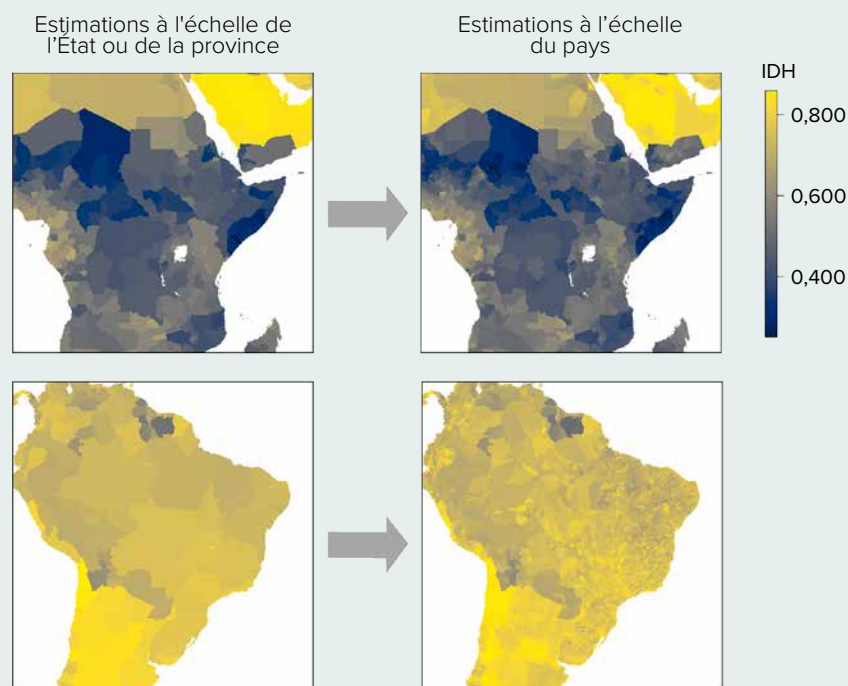 Estimations à l'échelle de
l’État ou de la province
Estimations à l’échelle
du pays
IDH
0,800
0,600
0,400